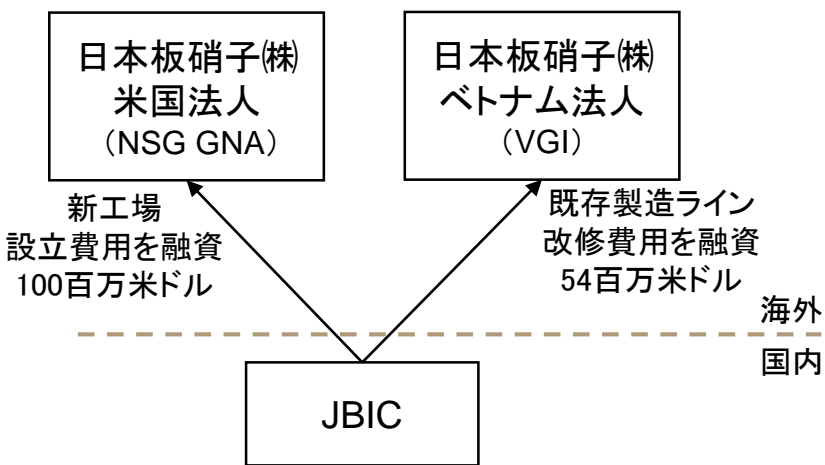 日本板硝子㈱
米国法人
（NSG GNA）
日本板硝子㈱
ベトナム法人
（VGI）
新工場
設立費用を融資
100百万米ドル
既存製造ライン
改修費用を融資
54百万米ドル
海外
国内
JBIC